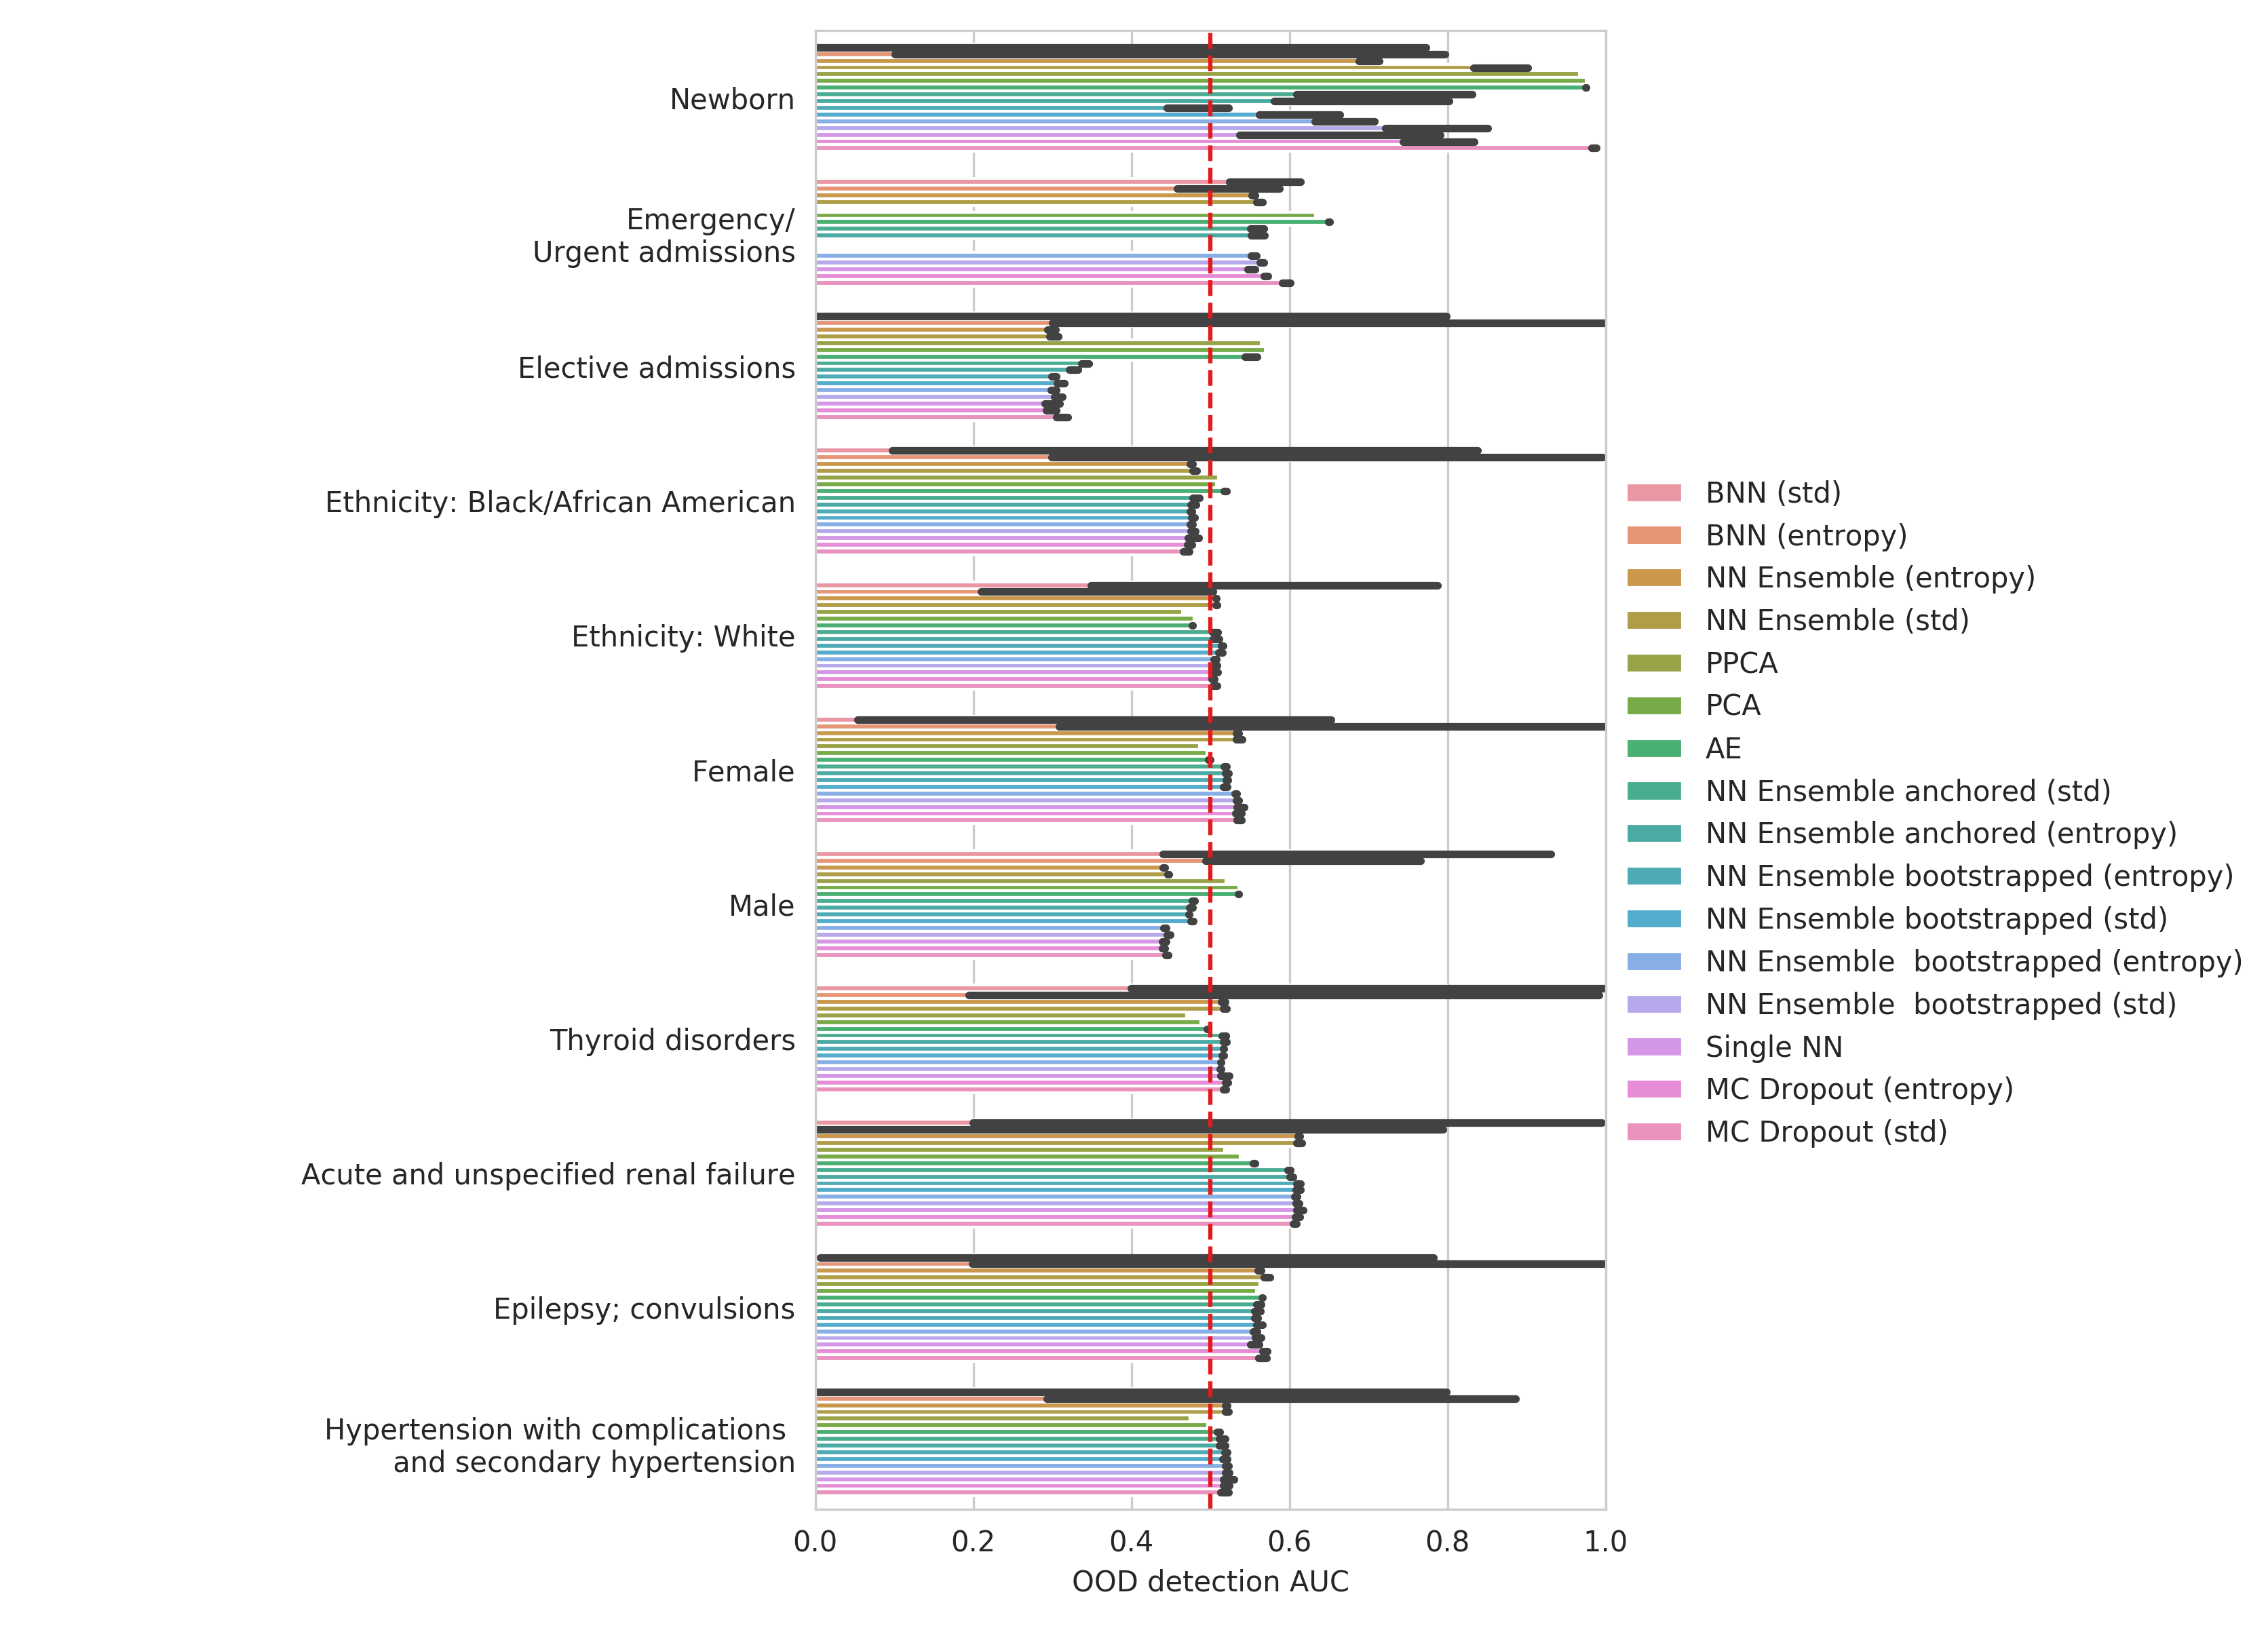 Newborn
Emergency/
Urgent admissions
Elective admissions
Ethnicity: Black/African American
Ethnicity: White
Female
Male
Thyroid disorders
Acute and unspecified renal failure
Epilepsy; convulsions
Hypertension with complications
and secondary hypertension
0.0 0.2 0.4 0.6 0.8 1.0
OOD detection AUC
BNN (std)
BNN (entropy)
NN Ensemble (entropy)
NN Ensemble (std)
PPCA
PCA
AE
NN Ensemble anchored (std)
NN Ensemble anchored (entropy)
NN Ensemble bootstrapped (entropy)
NN Ensemble bootstrapped (std)
NN Ensemble  bootstrapped (entropy)
NN Ensemble  bootstrapped (std)
Single NN
MC Dropout (entropy)
MC Dropout (std)